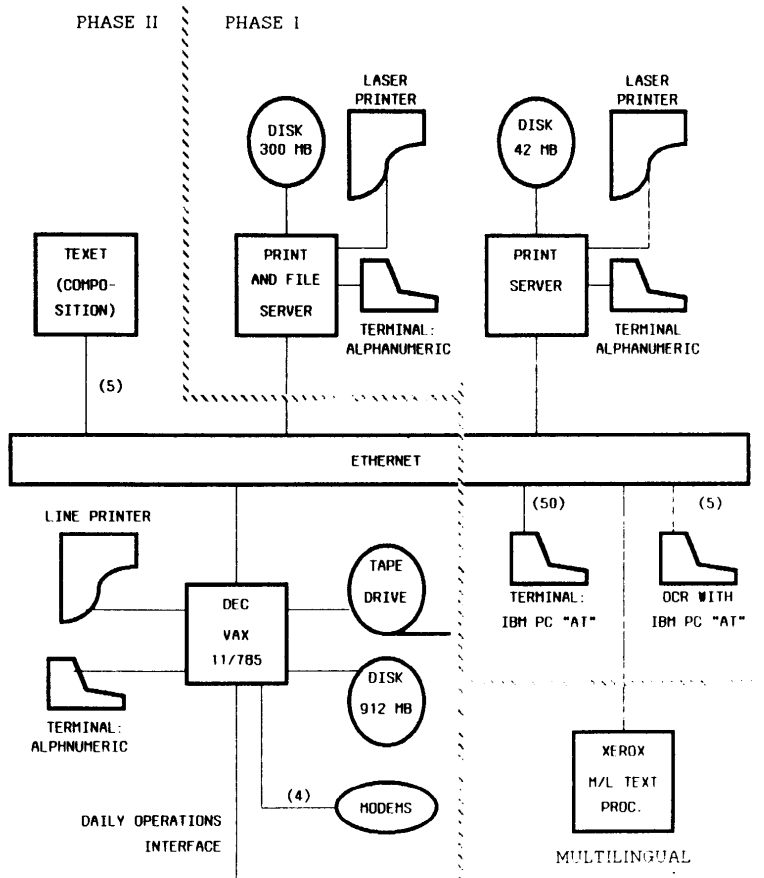 PHASE II
PHASE I
LASER
PRINTER
DISK
300 MB
LASER
PRINTER
DISK
42 MB
TEXET
(COMPO-
SITION)
PRINT
AND FILE
SERVER
TERMINAL:
ALPHANUMERIC
PRINT
SERVER
TERMINAL
ALPHANUMERIC
(5)
ETHERNET
LINE PRINTER
TAPE
DRIVE
DEC
VAX
11/785
DISK
912 MB
TERMINAL:
ALPHNUMERIC
(4)
MODEMS
DAILY OPERATIONS
INTERFACE
(50)
TERMINAL:
IBM PC "AT"
(5)
OCR WITH
IBM PC "AT"
XEROX
M/L TEXT
PROC.
MULTILINGUAL